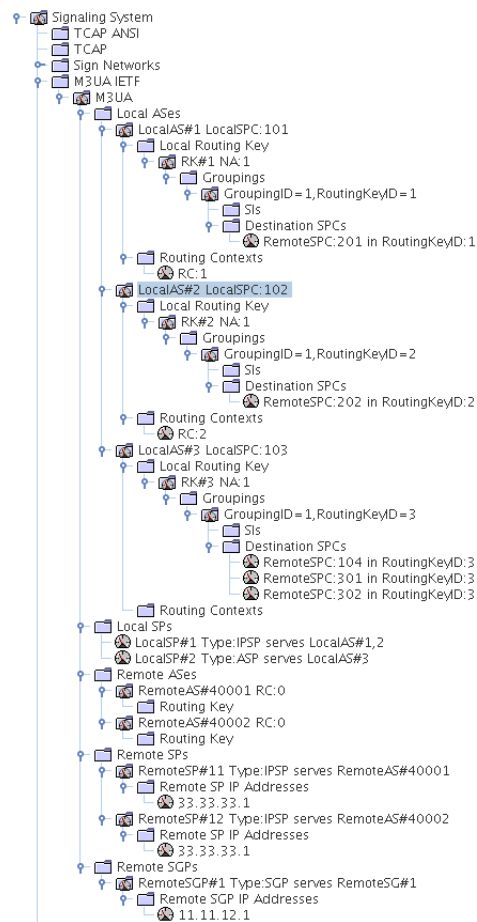 Signaling System
TCAP ANSI
TCAP
Sign Networks
M3UA IETF
M3UA
Local ASes
LocalAS#1 LocalSPC:101
Local Routing Key
RK#1 NA:1
Groupings
GroupingID=1,RoutingKeyID=1
SIs
Destination SPCs
RemoteSPC:201 in RoutingKeyID:1
Routing Contexts
RC:1
LocalAS#2 LocalSPC:102
Local Routing Key
RK#2 NA:1
Groupings
GroupingID=1,RoutingKeyID=2
SIs
Destination SPCs
RemoteSPC:202 in RoutingKeyID:2
Routing Contexts
RC:2
LocalAS#3 LocalSPC:103
Local Routing Key
RK#3 NA:1
Groupings
GroupingID=1,RoutingKeyID=3
SIs
Destination SPCs
RemoteSPC:104 in RoutingKeyID:3
RemoteSPC:301 in RoutingKeyID:3
RemoteSPC:302 in RoutingKeyID:3
Routing Contexts
Local SPs
LocalSP#1 Type:IPSP serves LocalAS#1,2
LocalSP#2 Type:ASP serves LocalAS#3
Remote ASes
RemoteAS#40001 RC:0
Routing Key
RemoteAS#40002 RC:0
Routing Key
Remote SPs
RemoteSP#11 Type:IPSP serves RemoteAS#40001
Remote SP IP Addresses
33.33.33.1
RemoteSP#12 Type:IPSP serves RemoteAS#40002
Remote SP IP Addresses
33.33.33.1
Remote SGPs
RemoteSGP#1 Type:SGP serves RemoteSG#1
Remote SGP IP Addresses
11.11.12.1